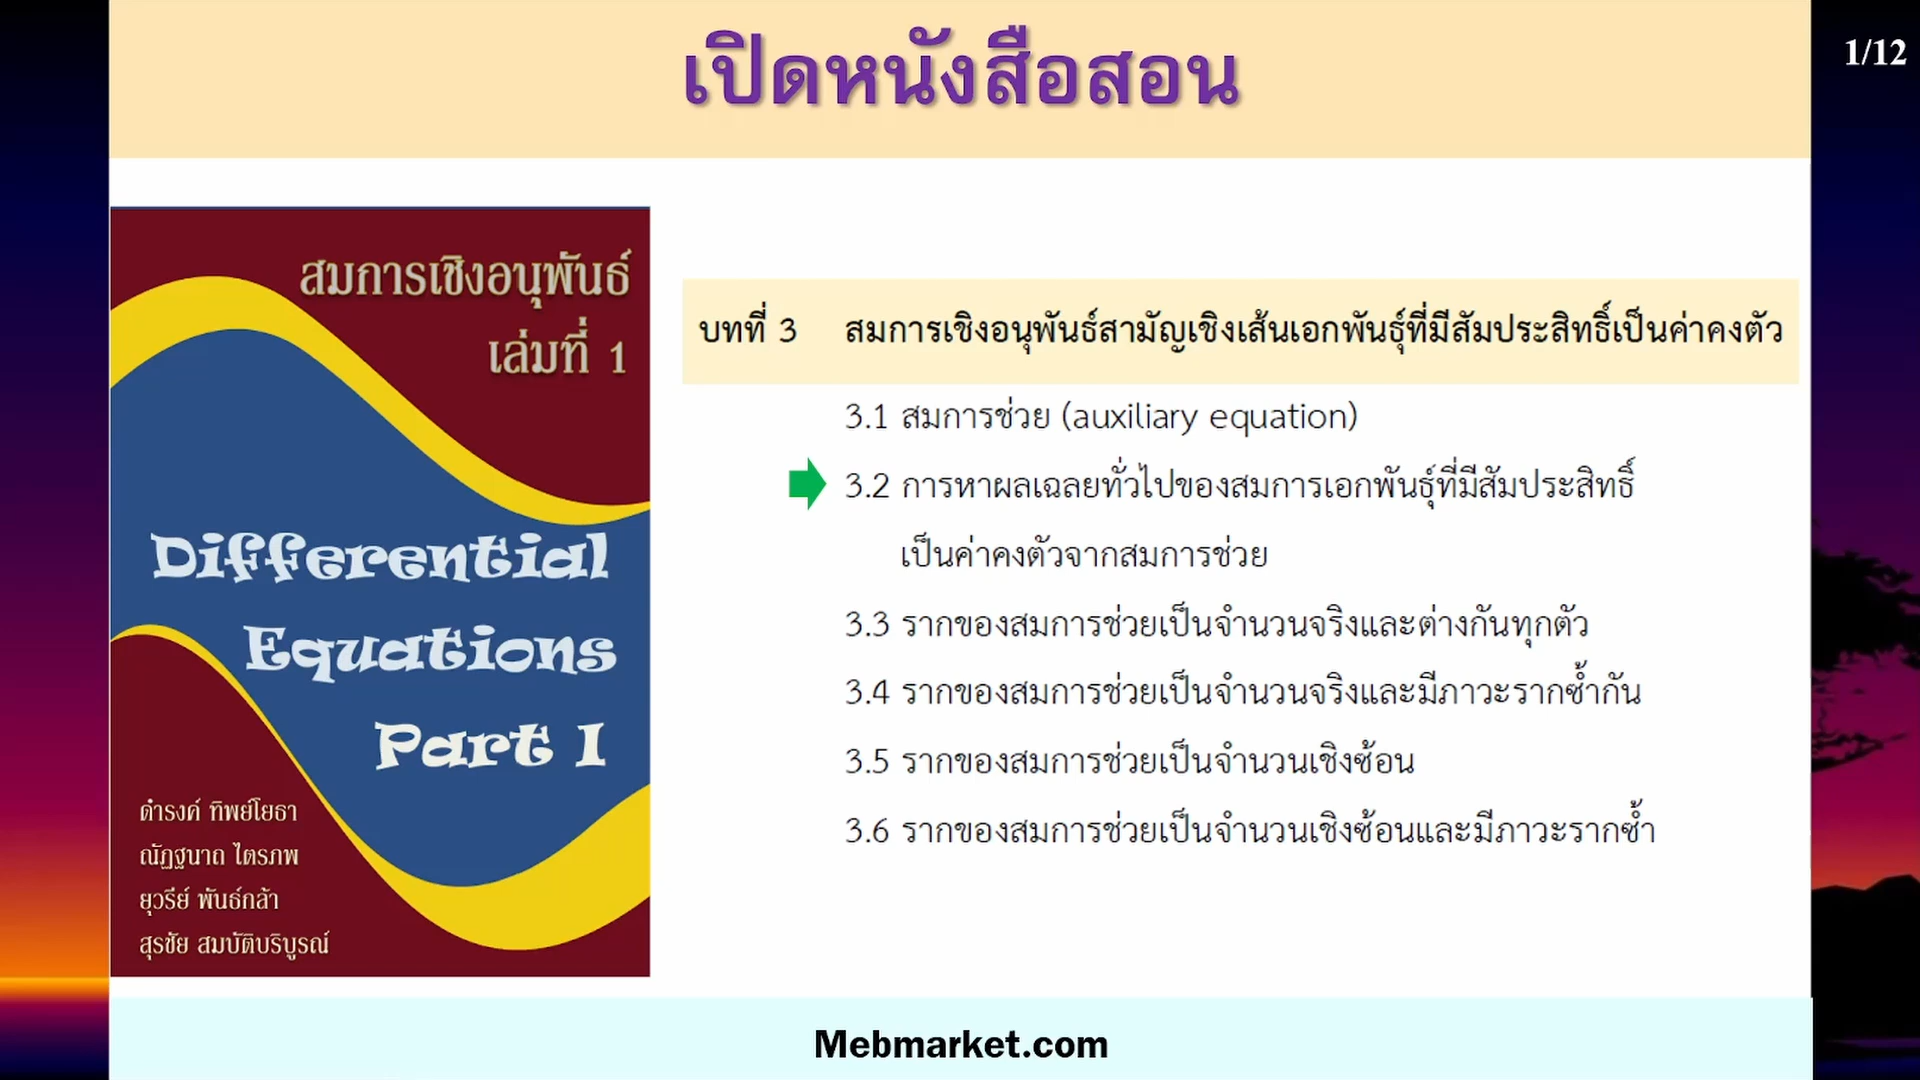 เปิดหนังสือสอน
1/12
สมการเชิงอนุพันธ์
เล่มที่ 1
Differential
Equations
Part I
ดำรงค์ ทิพย์โยธา
ณัฏฐนาถ ไตรภพ
ยุวรีย์ พันธ์กล้า
สุรชัย สมบัติบริบูรณ์
บทที่ 3 สมการเชิงอนุพันธ์สามัญเชิงเส้นเอกพันธุ์ที่มีสัมประสิทธิ์เป็นค่าคงตัว
3.1 สมการช่วย (auxiliary equation)
3.2 การหาผลเฉลยทั่วไปของสมการเอกพันธุ์ที่มีสัมประสิทธิ์
เป็นค่าคงตัวจากสมการช่วย
3.3 รากของสมการช่วยเป็นจำนวนจริงและต่างกันทุกตัว
3.4 รากของสมการช่วยเป็นจำนวนจริงและมีภาวะรากซ้ำกัน
3.5 รากของสมการช่วยเป็นจำนวนเชิงซ้อน
3.6 รากของสมการช่วยเป็นจำนวนเชิงซ้อนและมีภาวะรากซ้ำ
Mebmarket.com